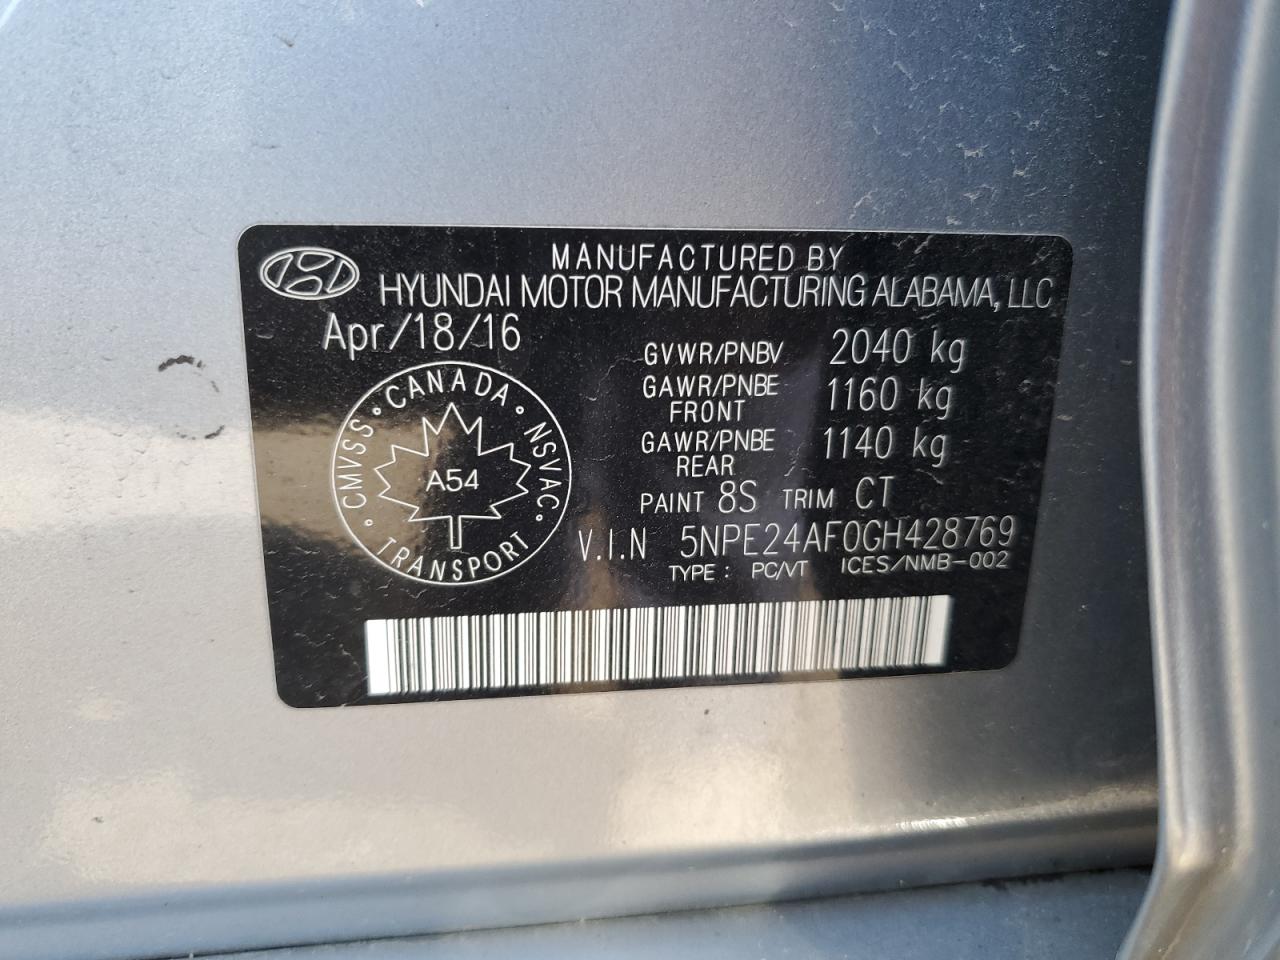 MANUFACTURED BY
HYUNDAI MOTOR MANUFACTURING ALABAMA, LLC
Apr/18/16
GVWR/PNBV 2040 kg
GAWR/PNBE FRONT 1160 kg
GAWR/PNBE REAR 1140 kg
PAINT 8S TRIM CT
V.I.N 5NPE24AF0GH428769
TYPE: PC/VT ICES/NMB-002
CANADA · NSVAC · TRANSPORT · CMVSS ·
A54